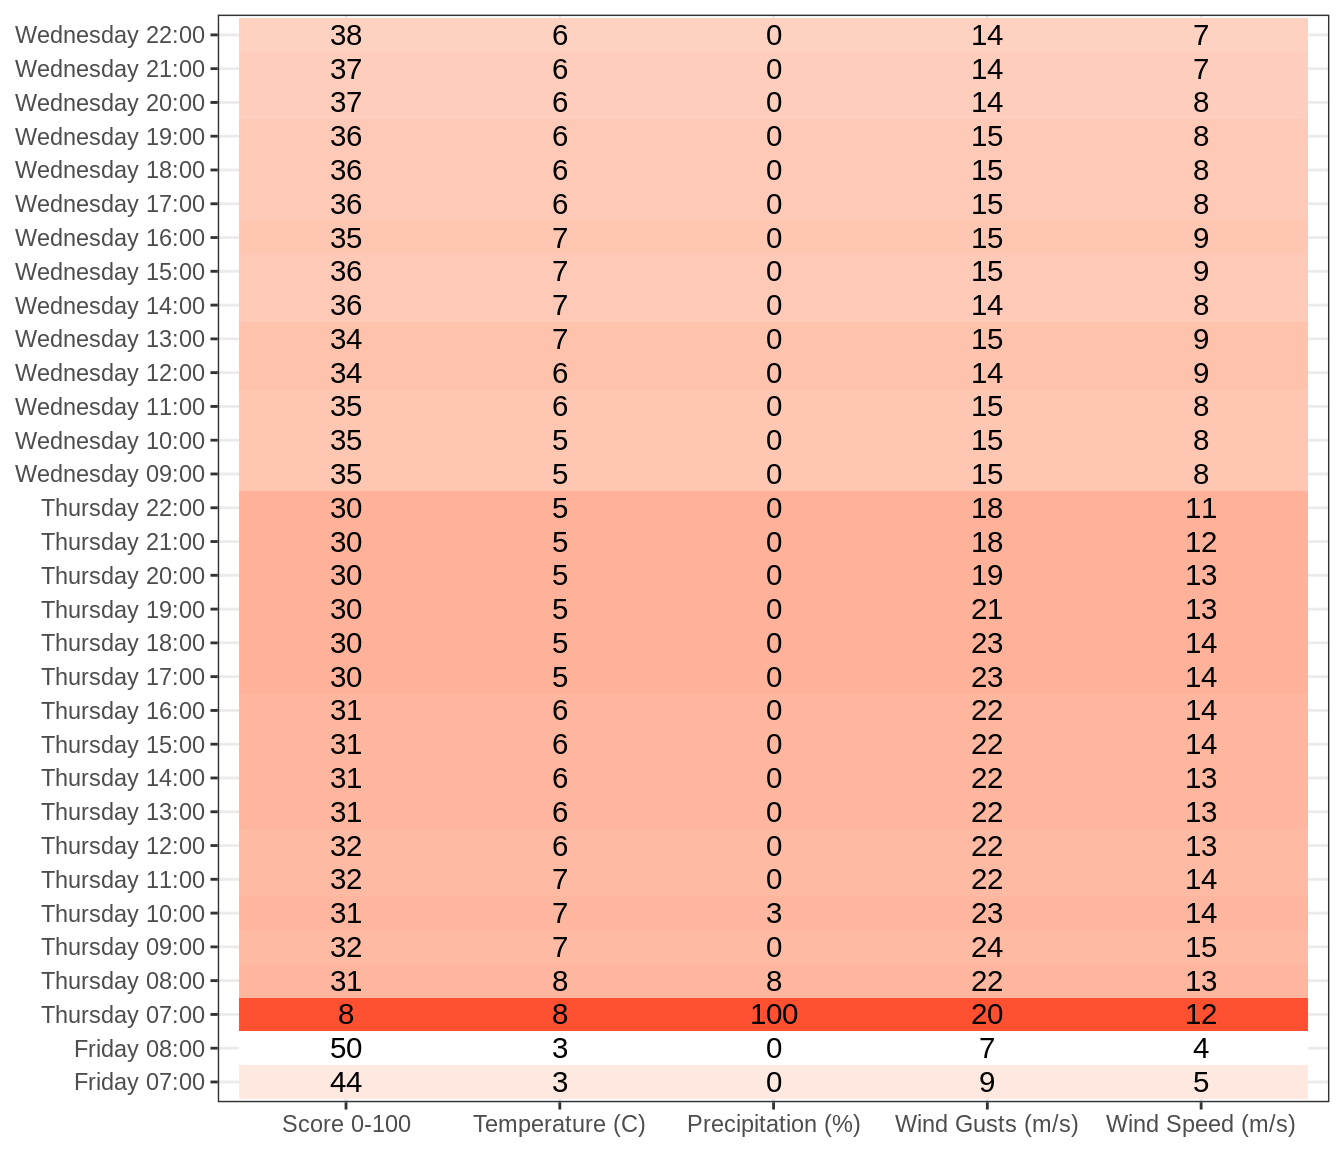 Wednesday 22:00 38 6 0 14 7
Wednesday 21:00 37 6 0 14 7
Wednesday 20:00 37 6 0 14 8
Wednesday 19:00 36 6 0 15 8
Wednesday 18:00 36 6 0 15 8
Wednesday 17:00 36 6 0 15 8
Wednesday 16:00 35 7 0 15 9
Wednesday 15:00 36 7 0 15 9
Wednesday 14:00 36 7 0 14 8
Wednesday 13:00 34 7 0 15 9
Wednesday 12:00 34 6 0 14 9
Wednesday 11:00 35 6 0 15 8
Wednesday 10:00 35 5 0 15 8
Wednesday 09:00 35 5 0 15 8
Thursday 22:00 30 5 0 18 11
Thursday 21:00 30 5 0 18 12
Thursday 20:00 30 5 0 19 13
Thursday 19:00 30 5 0 21 13
Thursday 18:00 30 5 0 23 14
Thursday 17:00 30 5 0 23 14
Thursday 16:00 31 6 0 22 14
Thursday 15:00 31 6 0 22 14
Thursday 14:00 31 6 0 22 13
Thursday 13:00 31 6 0 22 13
Thursday 12:00 32 6 0 22 13
Thursday 11:00 32 7 0 22 14
Thursday 10:00 31 7 3 23 14
Thursday 09:00 32 7 0 24 15
Thursday 08:00 31 8 8 22 13
Thursday 07:00 8 8 100 20 12
Friday 08:00 50 3 0 7 4
Friday 07:00 44 3 0 9 5
Score 0-100 Temperature (C) Precipitation (%) Wind Gusts (m/s) Wind Speed (m/s)